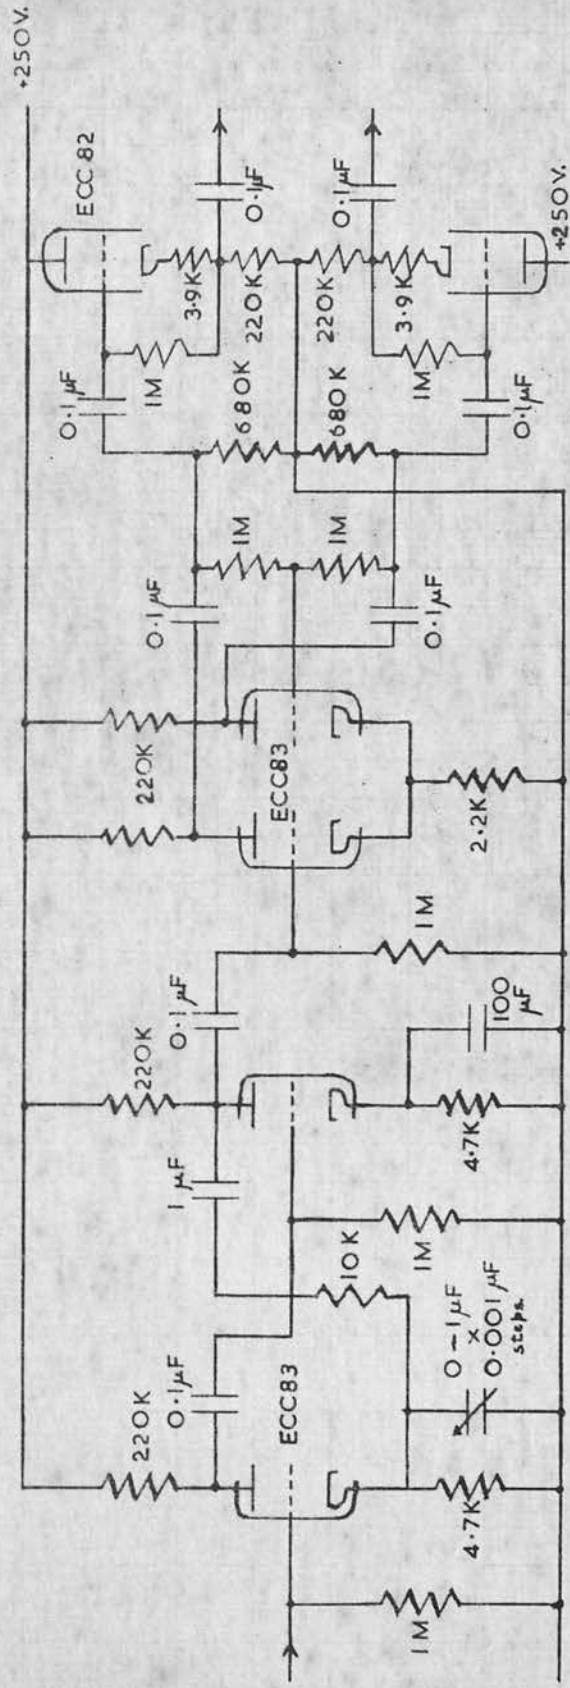 +250V.
220K
0·1μF
ECC83
1M
4·7K
0-1μF
×
0·001μF
steps.
10K
1M
1μF
220K
0·1μF
4·7K
100
μF
1M
220K
ECC83
2·2K
0·1μF
0·1μF
1M
1M
680K
680K
0·1μF
0·1μF
1M
1M
ECC 82
3·9K
220K
220K
3·9K
0·1μF
0·1μF
+250V.